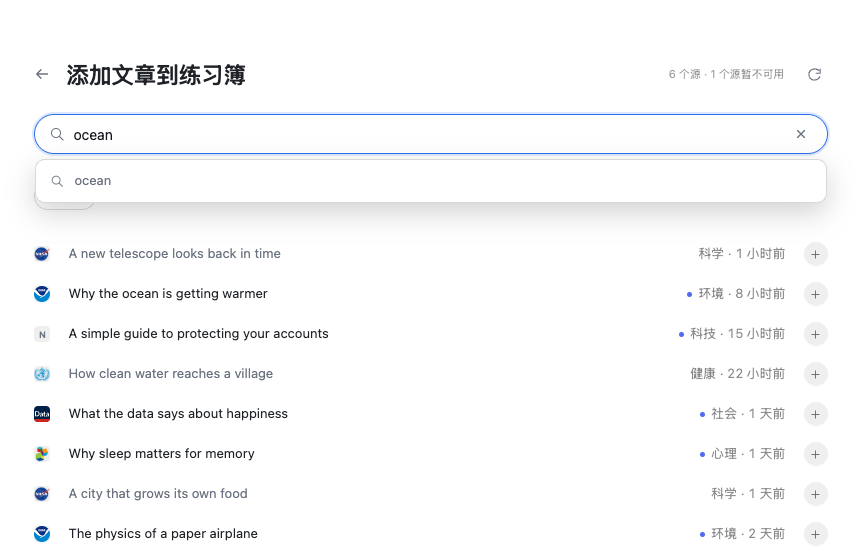 添加文章到练习簿
6 个源 · 1 个源暂不可用
ocean
ocean
A new telescope looks back in time 科学 · 1 小时前
Why the ocean is getting warmer 环境 · 8 小时前
N A simple guide to protecting your accounts 科技 · 15 小时前
How clean water reaches a village 健康 · 22 小时前
Data What the data says about happiness 社会 · 1 天前
Why sleep matters for memory 心理 · 1 天前
A city that grows its own food 科学 · 1 天前
The physics of a paper airplane 环境 · 2 天前